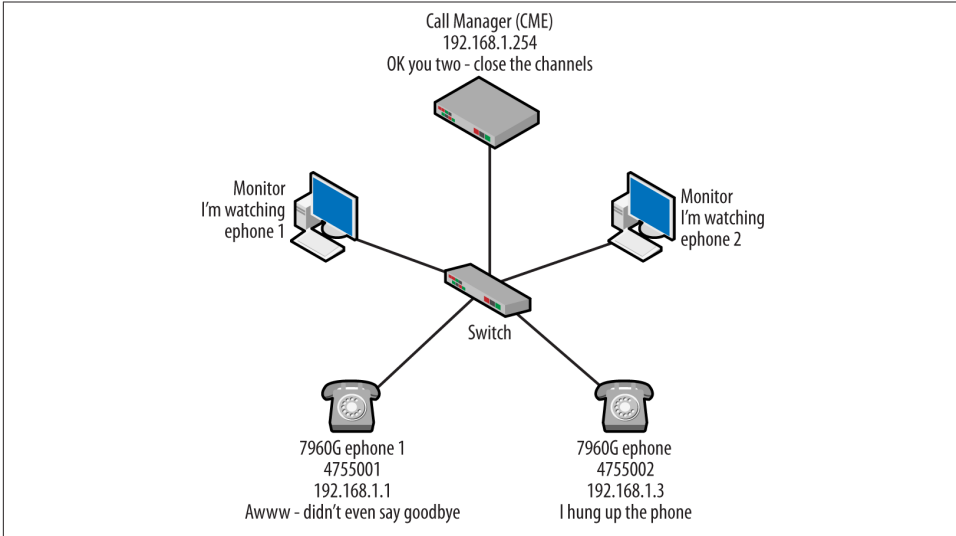 Call Manager (CME)
192.168.1.254
OK you two - close the channels
Monitor
I'm watching
ephone 1
Monitor
I'm watching
ephone 2
Switch
7960G ephone 1
4755001
192.168.1.1
Awww - didn't even say goodbye
7960G ephone
4755002
192.168.1.3
I hung up the phone